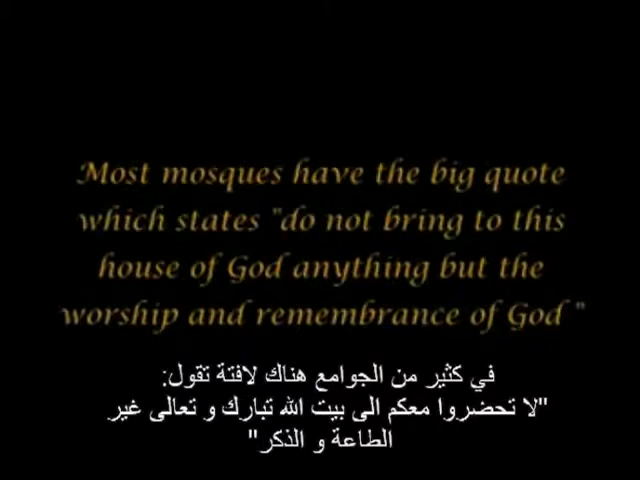 Most mosques have the big quote
which states "do not bring to this
house of God anything but the
worship and remembrance of God "
في كثير من الجوامع هناك لافتة تقول:
"لا تحضروا معكم الى بيت الله تبارك و تعالى غير
الطاعة و الذكر"